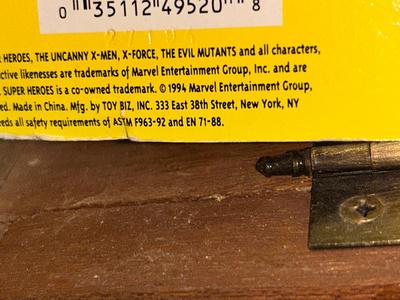 0 35112 49520 8
HEROES, THE UNCANNY X-MEN, X-FORCE, THE EVIL MUTANTS and all characters,
ctive likenesses are trademarks of Marvel Entertainment Group, Inc. and are
SUPER HEROES is a co-owned trademark. © 1994 Marvel Entertainment Group,
ed. Made in China. Mfg. by TOY BIZ, INC. 333 East 38th Street, New York, NY
eeds all safety requirements of ASTM F963-92 and EN 71-88.